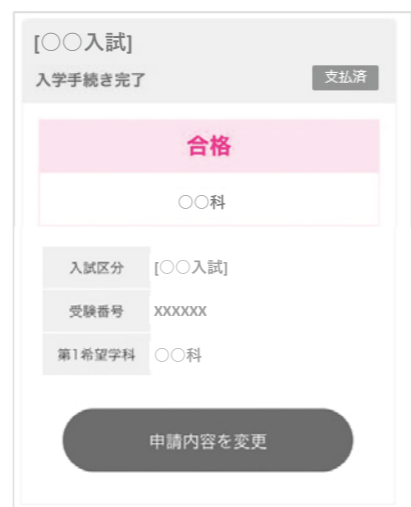 [○○入試]
入学手続き完了 支払済
合格
○○科
入試区分 [○○入試]
受験番号 xxxxxx
第1希望学科 ○○科
申請内容を変更